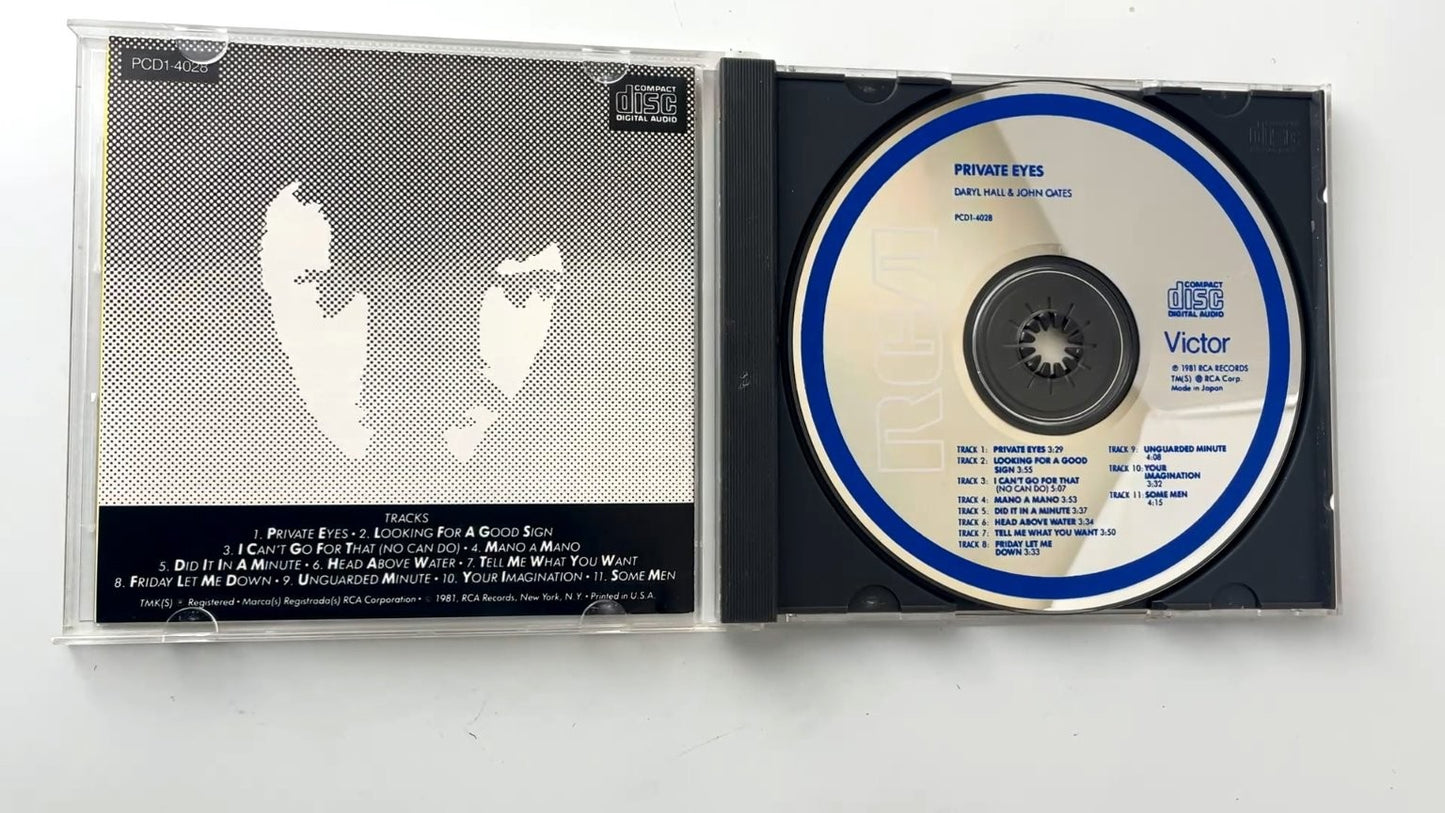 PCD1-4028
COMPACT
disc
DIGITAL AUDIO
TRACKS
1. PRIVATE EYES • 2. LOOKING FOR A GOOD SIGN
3. I CAN'T GO FOR THAT (NO CAN DO) • 4. MANO A MANO
5. DID IT IN A MINUTE • 6. HEAD ABOVE WATER • 7. TELL ME WHAT YOU WANT
8. FRIDAY LET ME DOWN • 9. UNGUARDED MINUTE • 10. YOUR IMAGINATION • 11. SOME MEN
TMK(S) ® Registered • Marca(s) Registrada(s) RCA Corporation • © 1981, RCA Records, New York, N.Y. • Printed in U.S.A.
PRIVATE EYES
DARYL HALL & JOHN OATES
PCD1-4028
RCA
COMPACT
disc
DIGITAL AUDIO
Victor
℗ 1981 RCA RECORDS
TM(S) ® RCA Corp.
Made in Japan
TRACK 1: PRIVATE EYES 3:29
TRACK 2: LOOKING FOR A GOOD
SIGN 3:55
TRACK 3: I CAN'T GO FOR THAT
(NO CAN DO) 5:07
TRACK 4: MANO A MANO 3:53
TRACK 5: DID IT IN A MINUTE 3:37
TRACK 6: HEAD ABOVE WATER 3:34
TRACK 7: TELL ME WHAT YOU WANT 3:50
TRACK 8: FRIDAY LET ME
DOWN 3:33
TRACK 9: UNGUARDED MINUTE
4:08
TRACK 10: YOUR
IMAGINATION
3:32
TRACK 11: SOME MEN
4:15
COMPACT
disc
DIGITAL AUDIO